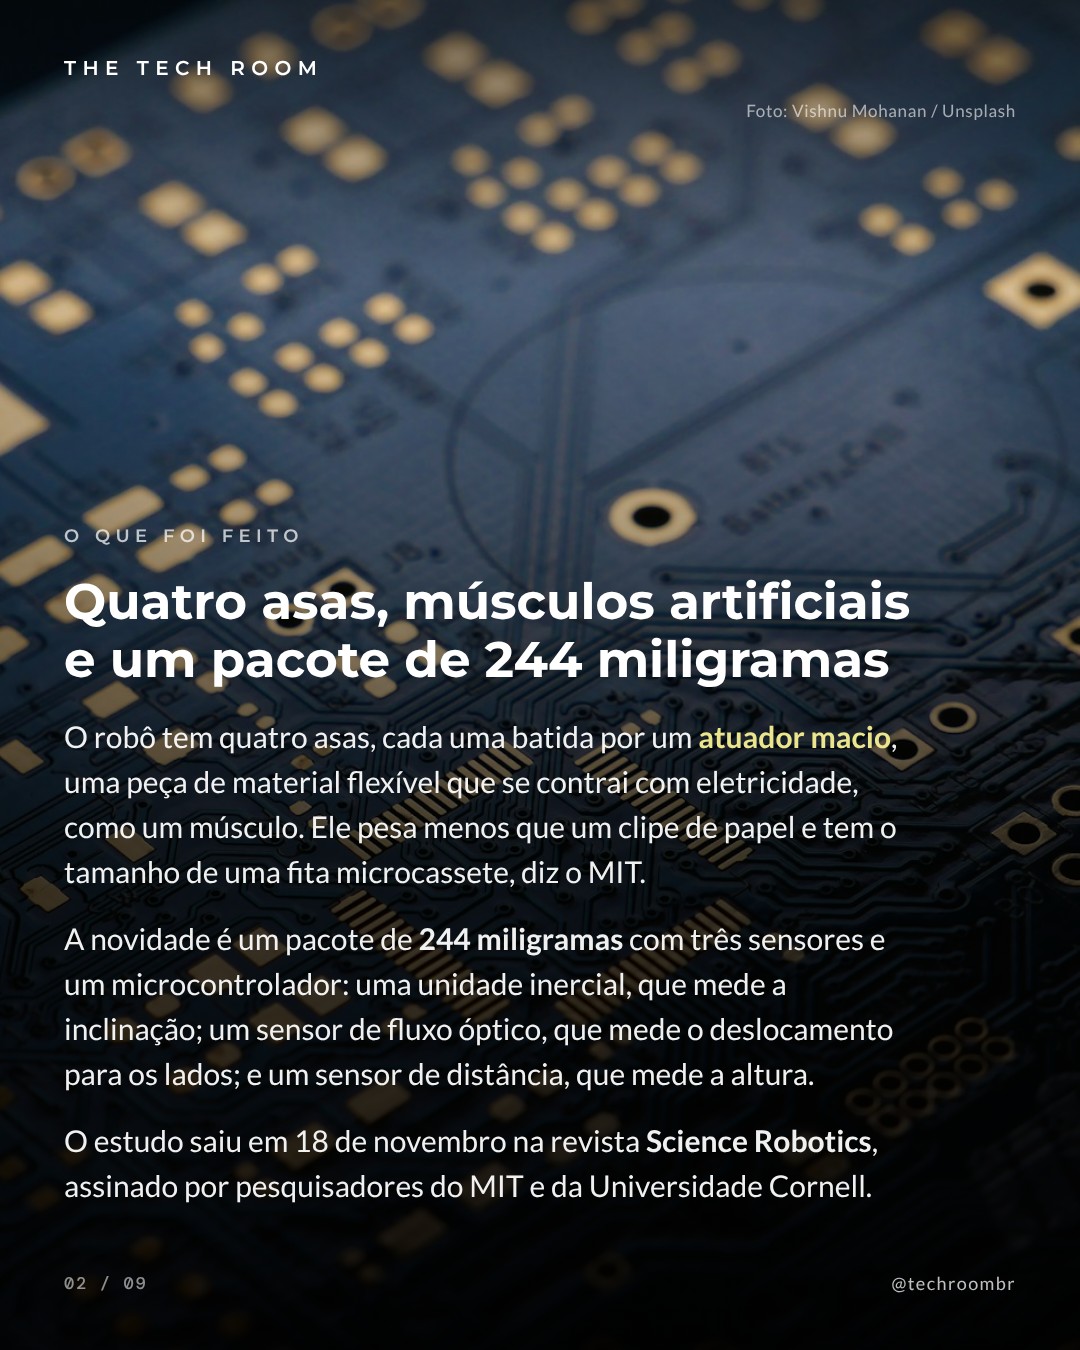 THE TECH ROOM
Foto: Vishnu Mohanan / Unsplash
BT1
Battery_Cell
O QUE FOI FEITO
Debug
J8
Quatro asas, músculos artificiais
e um pacote de 244 miligramas
O robô tem quatro asas, cada uma batida por um atuador macio,
uma peça de material flexível que se contrai com eletricidade,
como um músculo. Ele pesa menos que um clipe de papel e tem o
tamanho de uma fita microcassete, diz o MIT.
A novidade é um pacote de 244 miligramas com três sensores e
um microcontrolador: uma unidade inercial, que mede a
inclinação; um sensor de fluxo óptico, que mede o deslocamento
para os lados; e um sensor de distância, que mede a altura.
O estudo saiu em 18 de novembro na revista Science Robotics,
assinado por pesquisadores do MIT e da Universidade Cornell.
02 / 09
@techroombr